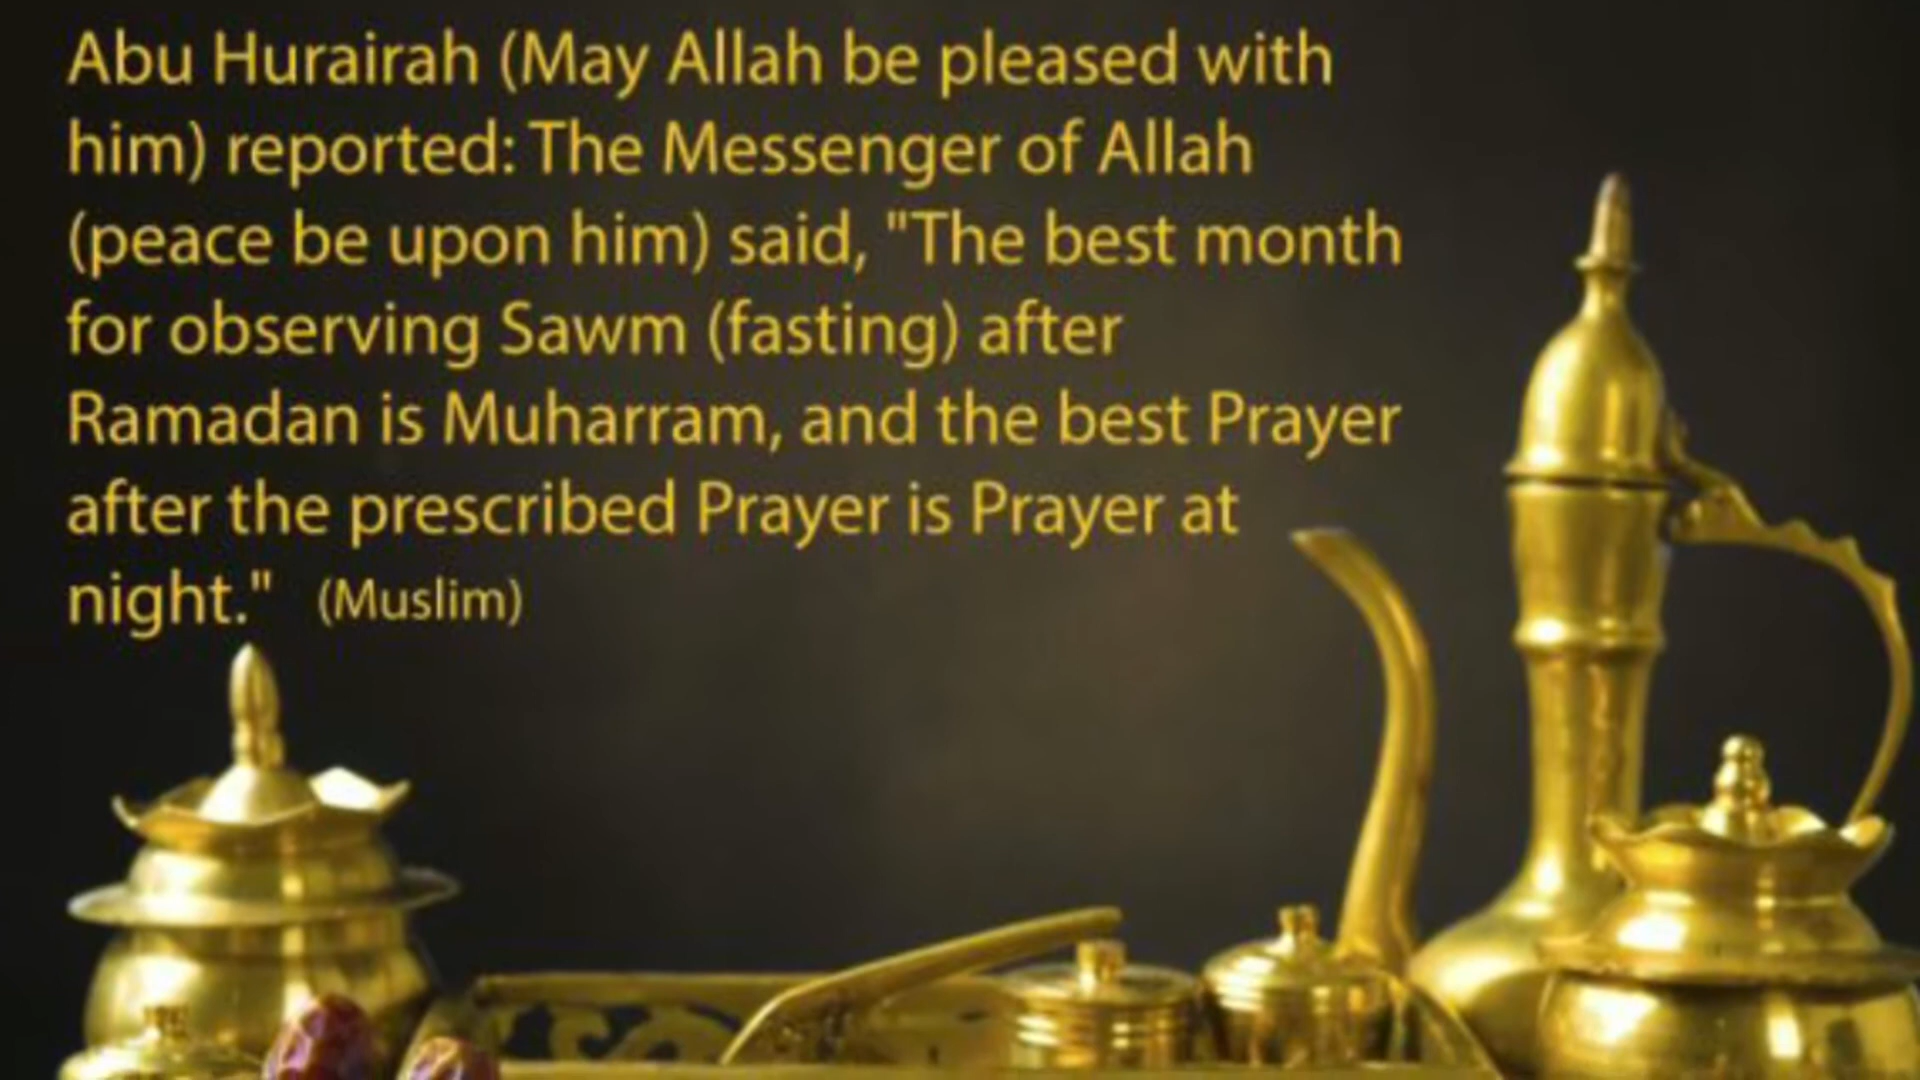 Abu Hurairah (May Allah be pleased with
him) reported: The Messenger of Allah
(peace be upon him) said, "The best month
for observing Sawm (fasting) after
Ramadan is Muharram, and the best Prayer
after the prescribed Prayer is Prayer at
night." (Muslim)